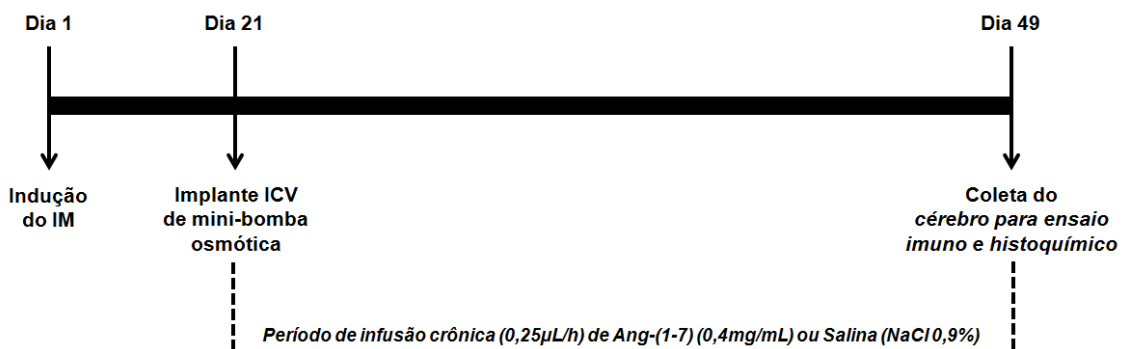 Dia 1
Dia 21
Dia 49
Indução
do IM
Implante ICV
de mini-bomba
osmótica
Coleta do
cérebro para ensaio
imuno e histoquímico
Período de infusão crônica (0,25µL/h) de Ang-(1-7) (0,4mg/mL) ou Salina (NaCl 0,9%)